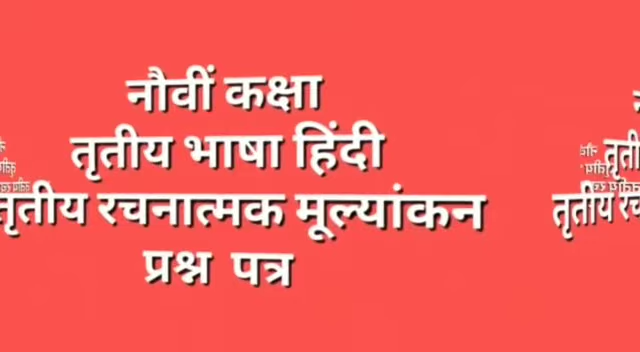 नौवीं कक्षा
तृतीय भाषा हिंदी
तृतीय रचनात्मक मूल्यांकन
प्रश्न पत्र